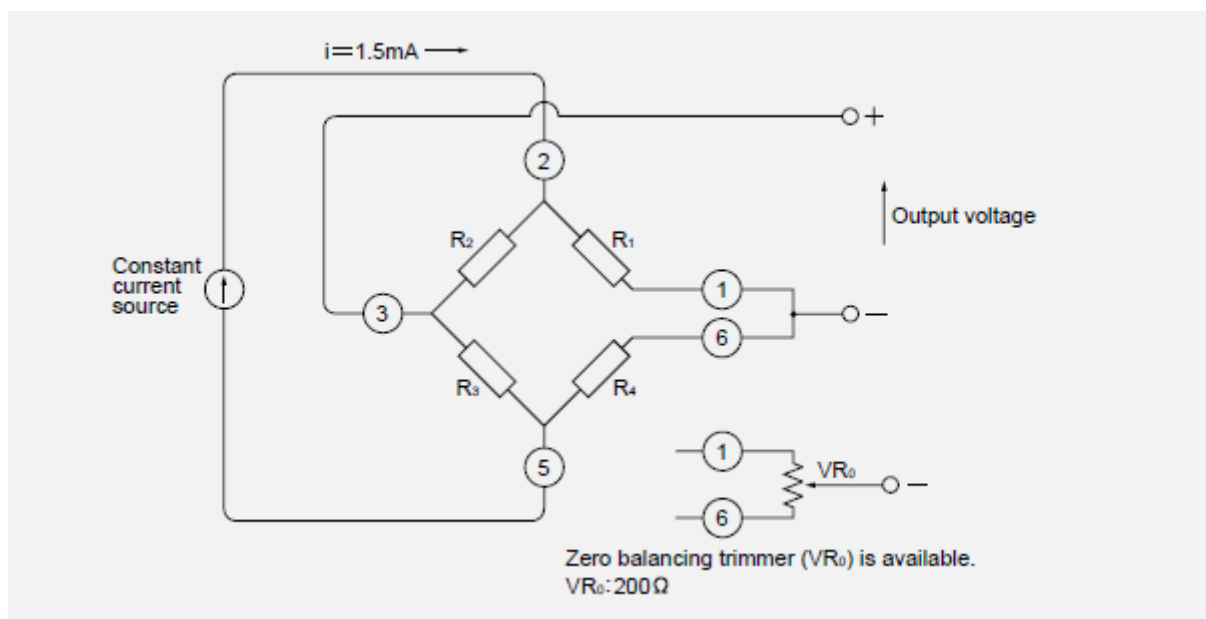 i=1.5mA
+
2
Output voltage
R₂
R₁
Constant
current
source
1
3
−
6
R₃
R₄
1
VR₀
5
−
6
Zero balancing trimmer (VR₀) is available.
VR₀:200Ω